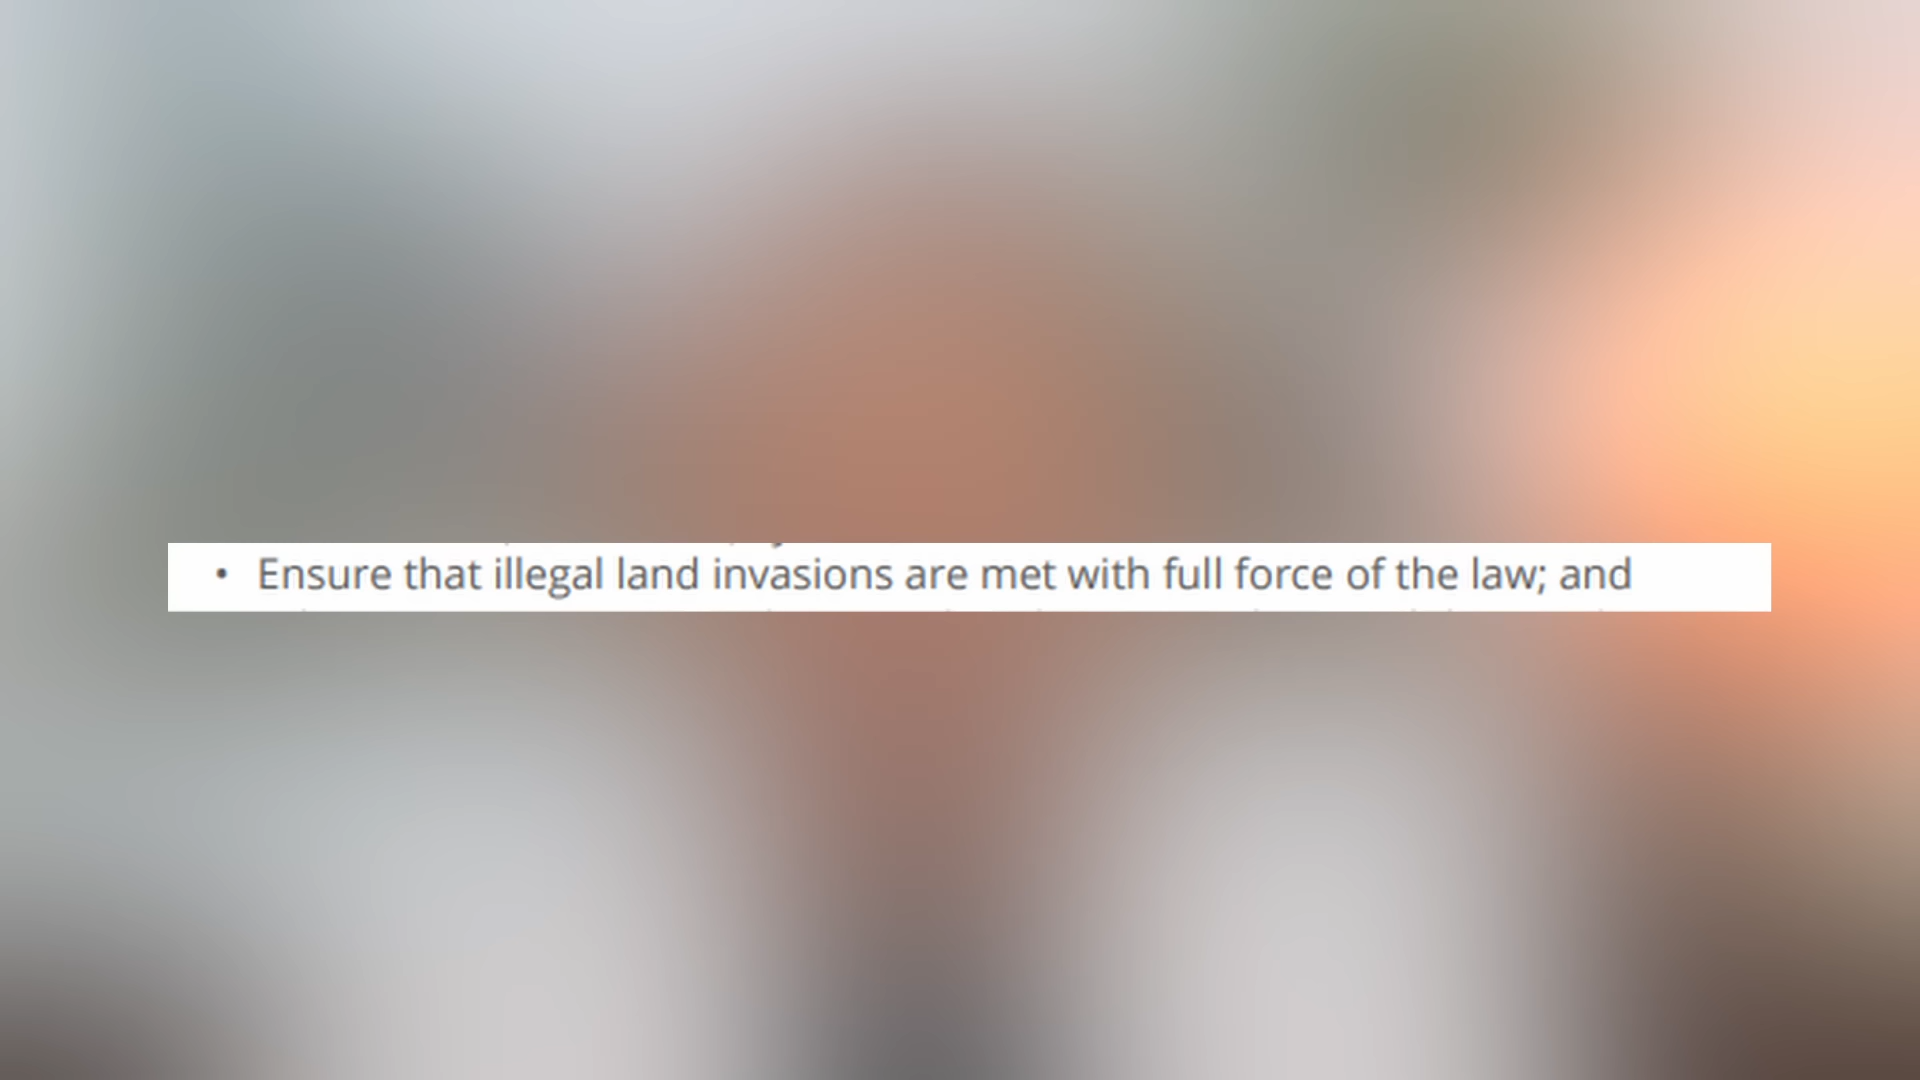 • Ensure that illegal land invasions are met with full force of the law; and